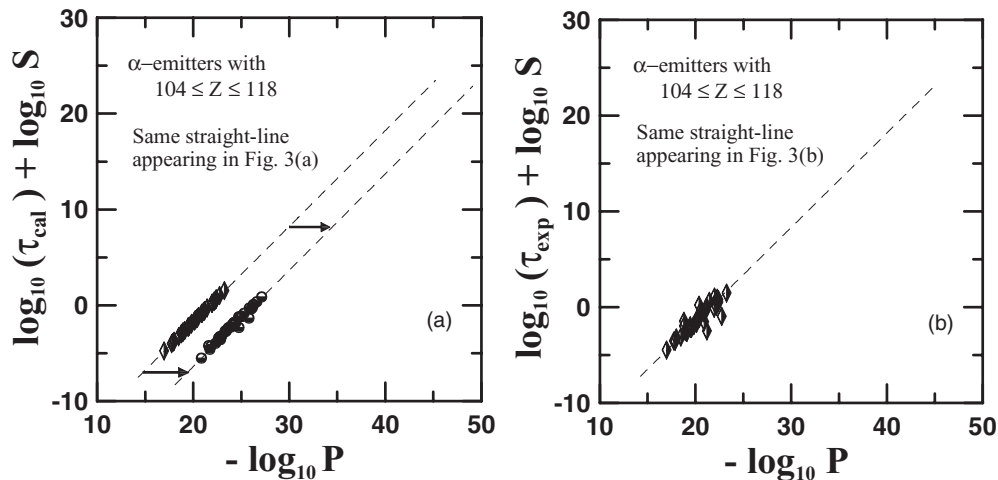 30
20
10
0
-10
10
20
30
40
50
log10 (τcal) + log10 S
- log10 P
α−emitters with
104 ≤ Z ≤ 118
Same straight-line
appearing in Fig. 3(a)
(a)
30
20
10
0
-10
10
20
30
40
50
log10 (τexp) + log10 S
- log10 P
α−emitters with
104 ≤ Z ≤ 118
Same straight-line
appearing in Fig. 3(b)
(b)